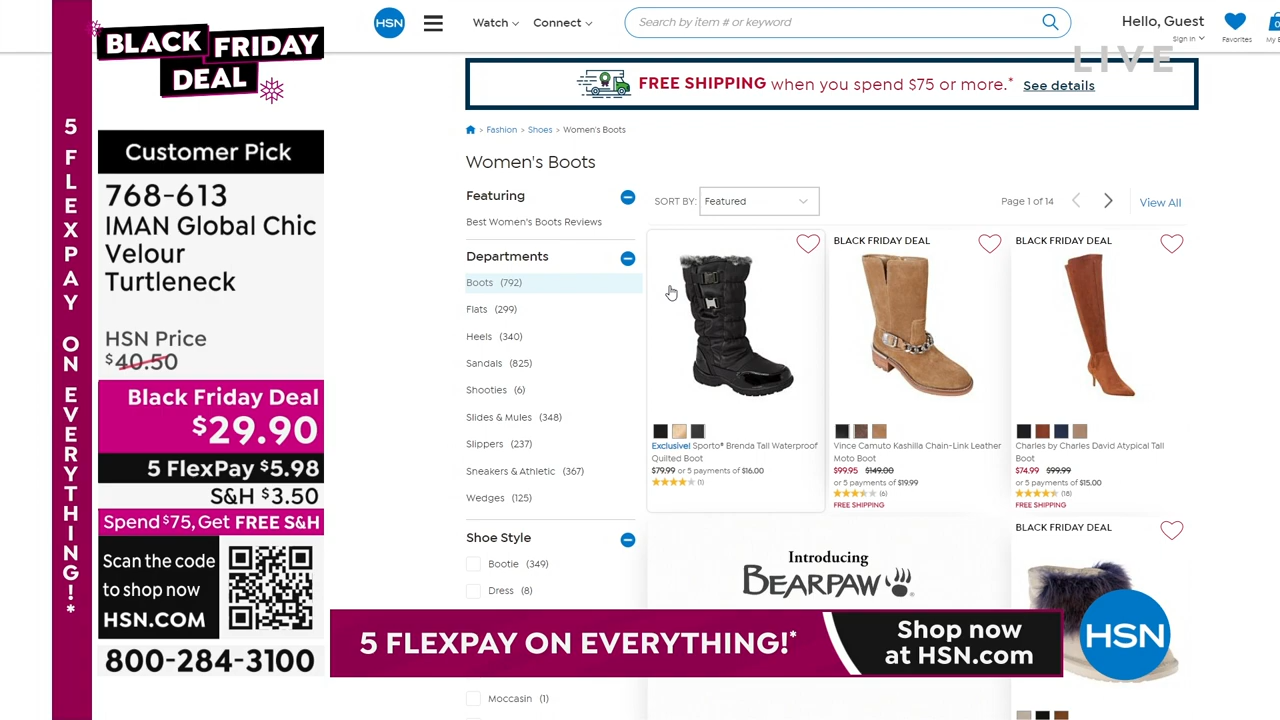 BLACK FRIDAY
DEAL
5 FLEXPAY ON EVERYTHING!*
Customer Pick
768-613
IMAN Global Chic
Velour
Turtleneck
HSN Price
$40.50
Black Friday Deal
$29.90
5 FlexPay $5.98
S&H $3.50
Spend $75, Get FREE S&H
Scan the code
to shop now
HSN.COM
800-284-3100
HSN
Watch
Connect
Search by item # or keyword
Hello, Guest
Sign In
Favorites
0
My B
LIVE
FREE SHIPPING when you spend $75 or more.* See details
> Fashion > Shoes > Women's Boots
Women's Boots
Featuring
Best Women's Boots Reviews
Departments
Boots (792)
Flats (299)
Heels (340)
Sandals (825)
Shooties (6)
Slides & Mules (348)
Slippers (237)
Sneakers & Athletic (367)
Wedges (125)
Shoe Style
Bootie (349)
Dress (8)
Moccasin (1)
SORT BY: Featured
Page 1 of 14
View All
Exclusive! Sporto® Brenda Tall Waterproof
Quilted Boot
$79.99 or 5 payments of $16.00
(1)
BLACK FRIDAY DEAL
Vince Camuto Kashilla Chain-Link Leather
Moto Boot
$99.95 $149.00
or 5 payments of $19.99
(6)
FREE SHIPPING
BLACK FRIDAY DEAL
Charles by Charles David Atypical Tall
Boot
$74.99 $99.99
or 5 payments of $15.00
(18)
FREE SHIPPING
Introducing
BEARPAW®
BLACK FRIDAY DEAL
5 FLEXPAY ON EVERYTHING!*
Shop now
at HSN.com
HSN